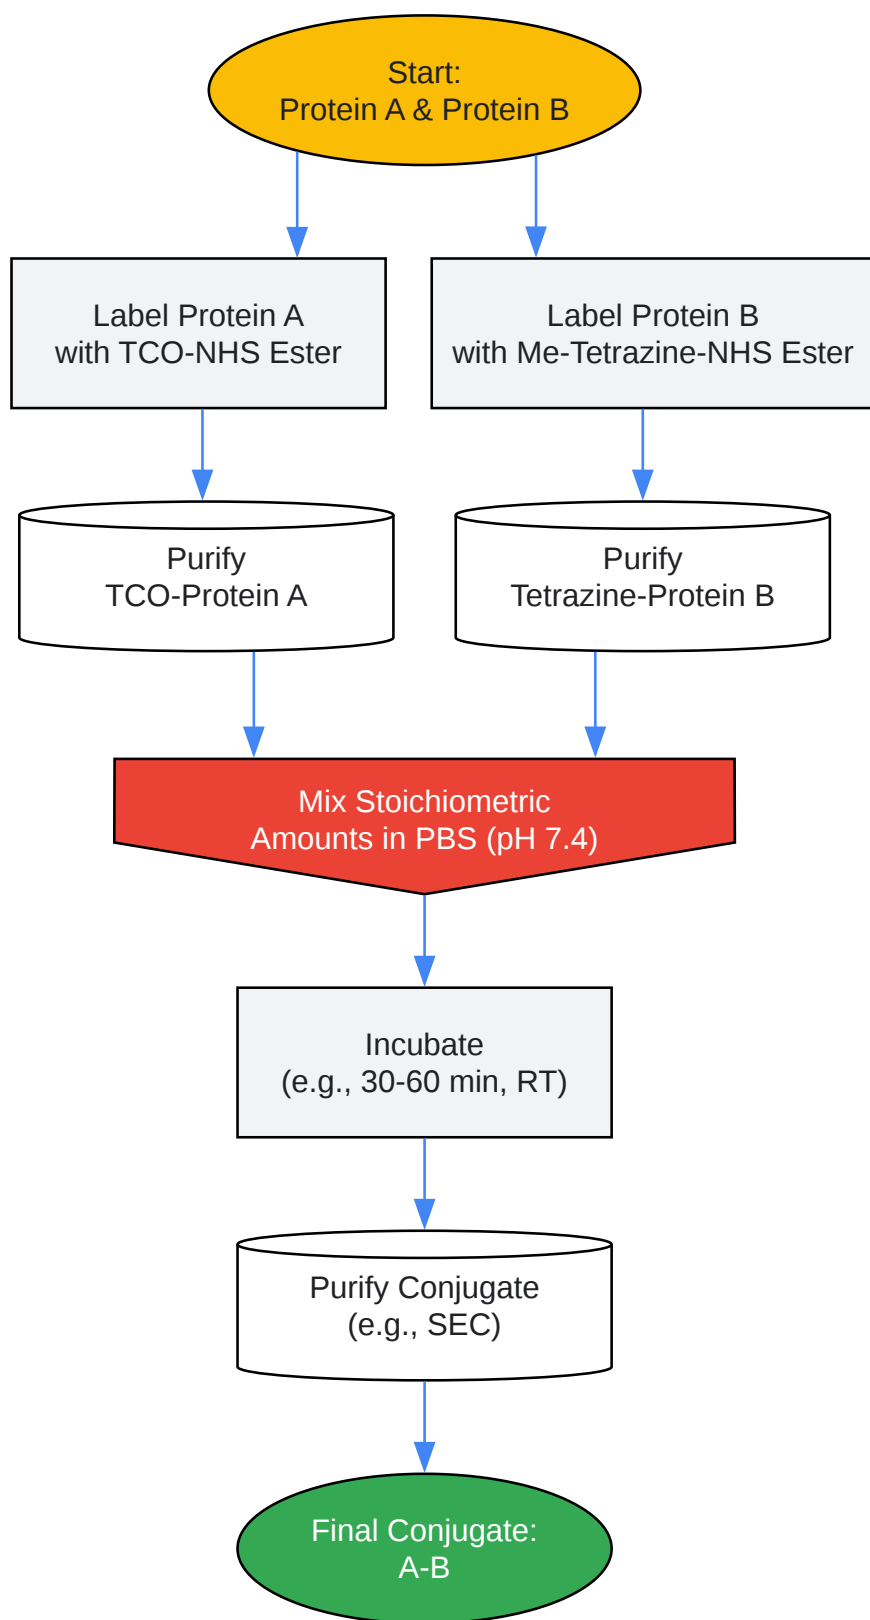 Start:
Protein A & Protein B
Label Protein A
with TCO-NHS Ester
Label Protein B
with Me-Tetrazine-NHS Ester
Purify
TCO-Protein A
Purify
Tetrazine-Protein B
Mix Stoichiometric
Amounts in PBS (pH 7.4)
Incubate
(e.g., 30-60 min, RT)
Purify Conjugate
(e.g., SEC)
Final Conjugate:
A-B